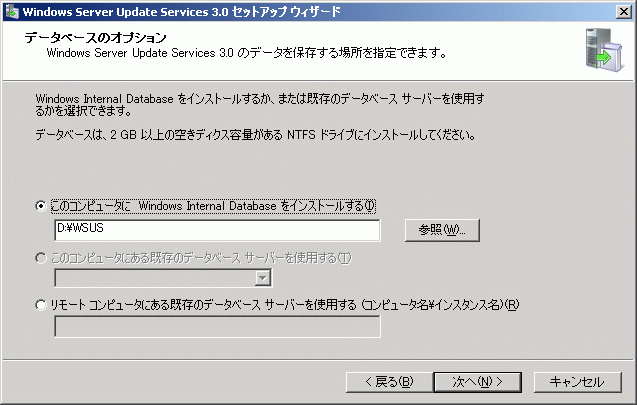 Windows Server Update Services 3.0 セットアップ ウィザード
データベースのオプション
Windows Server Update Services 3.0 のデータを保存する場所を指定できます。
Windows Internal Database をインストールするか、または既存のデータベース サーバーを使用す
るかを選択できます。
データベースは、2 GB 以上の空きディクス容量がある NTFS ドライブにインストールしてください。
このコンピュータに Windows Internal Database をインストールする(I)
D:¥WSUS
参照(W)...
このコンピュータにある既存のデータベース サーバーを使用する(T)
リモート コンピュータにある既存のデータベース サーバーを使用する (コンピュータ名¥インスタンス名)(R)
< 戻る(B)
次へ(N) >
キャンセル